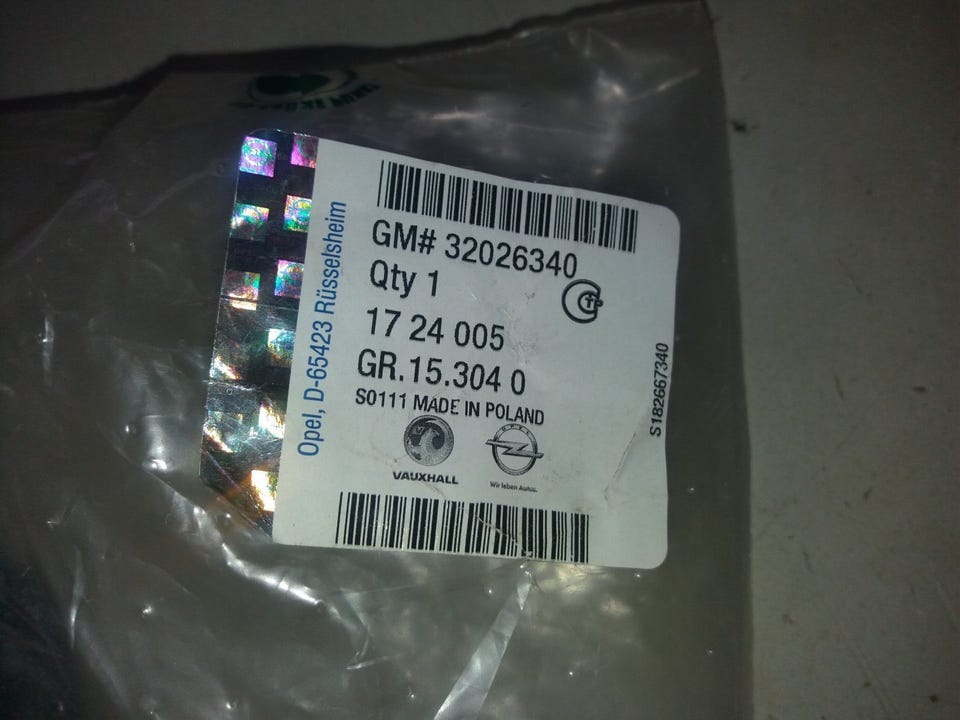 Opel, D-65423 Rüsselsheim
GM# 32026340
Qty 1
17 24 005
GR.15.304 0
S0111 MADE IN POLAND
VAUXHALL
OPEL
Wir leben Autos.
S182667340